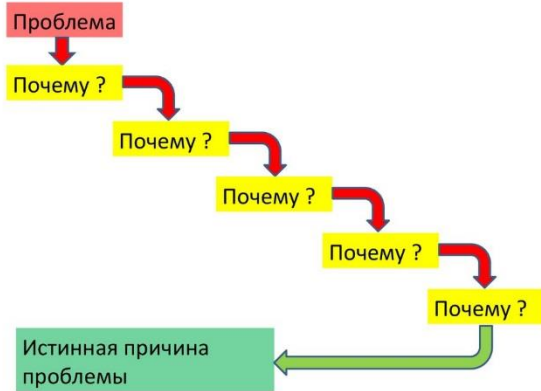 Проблема
Почему ?
Почему ?
Почему ?
Почему ?
Почему ?
Истинная причина
проблемы